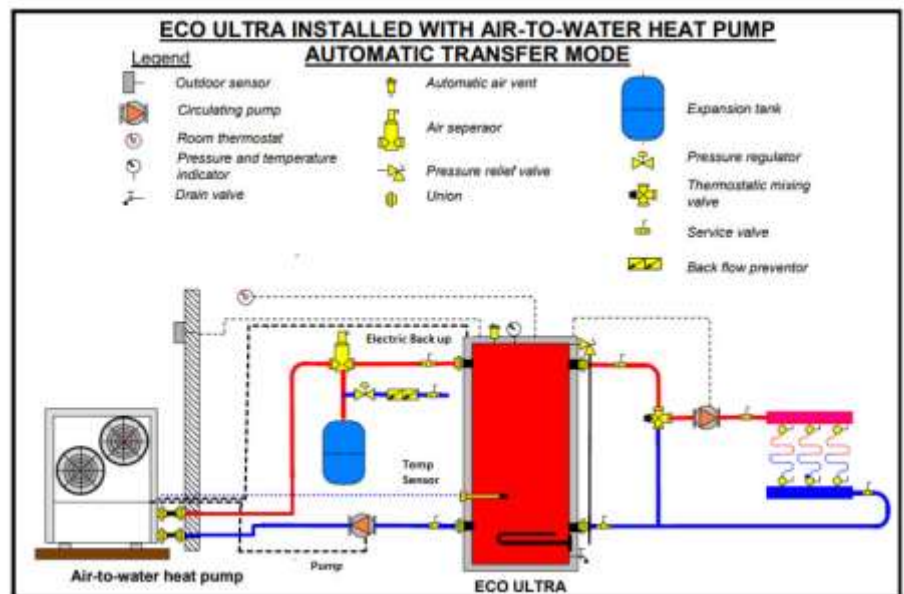 ECO ULTRA INSTALLED WITH AIR-TO-WATER HEAT PUMP
AUTOMATIC TRANSFER MODE
Legend
Outdoor sensor
Circulating pump
Room thermostat
Pressure and temperature
indicator
Drain valve
Automatic air vent
Air seperaor
Pressure relief valve
Union
Expansion tank
Pressure regulator
Thermostatic mixing
valve
Service valve
Back flow preventor
Electric Back up
Temp
Sensor
Pump
Air-to-water heat pump
ECO ULTRA